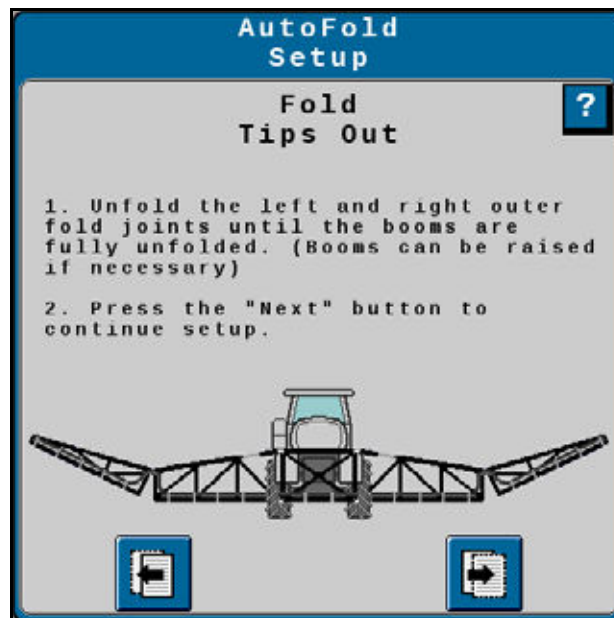 AutoFold
Setup
Fold
Tips Out
?
1. Unfold the left and right outer
fold joints until the booms are
fully unfolded. (Booms can be raised
if necessary)
2. Press the "Next" button to
continue setup.